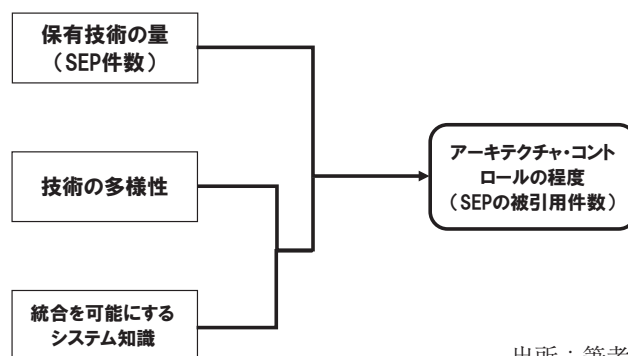 保有技術の量
（SEP件数）
技術の多様性
統合を可能にする
システム知識
アーキテクチャ・コント
ロールの程度
（SEPの被引用件数）
出所：筆者